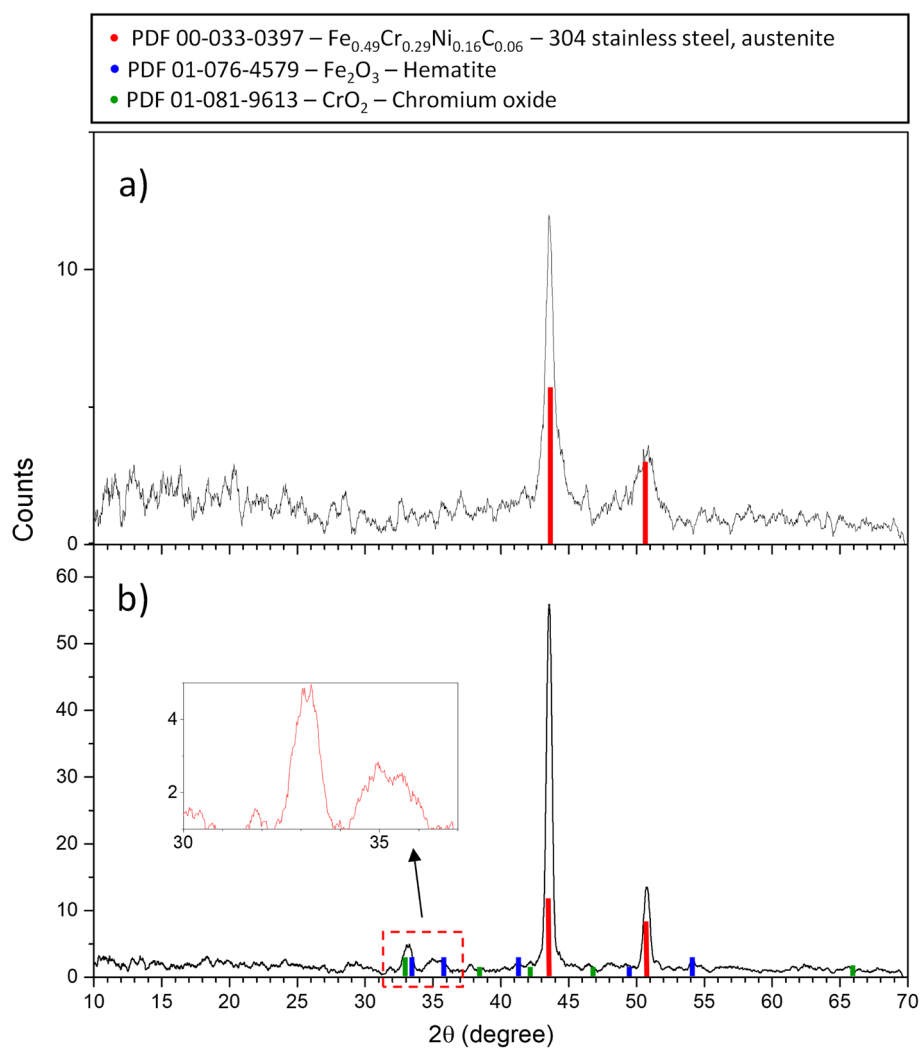 PDF 00-033-0397 – Fe0.49Cr0.29Ni0.16C0.06 – 304 stainless steel, austenite
PDF 01-076-4579 – Fe2O3 – Hematite
PDF 01-081-9613 – CrO2 – Chromium oxide
a)
10
5
0
Counts
b)
60
50
40
30
20
10
0
4
2
30
35
10 15 20 25 30 35 40 45 50 55 60 65 70
2θ (degree)